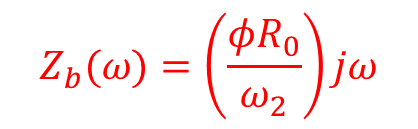 Z_b(ω) = (ϕR_0 / ω_2) jω